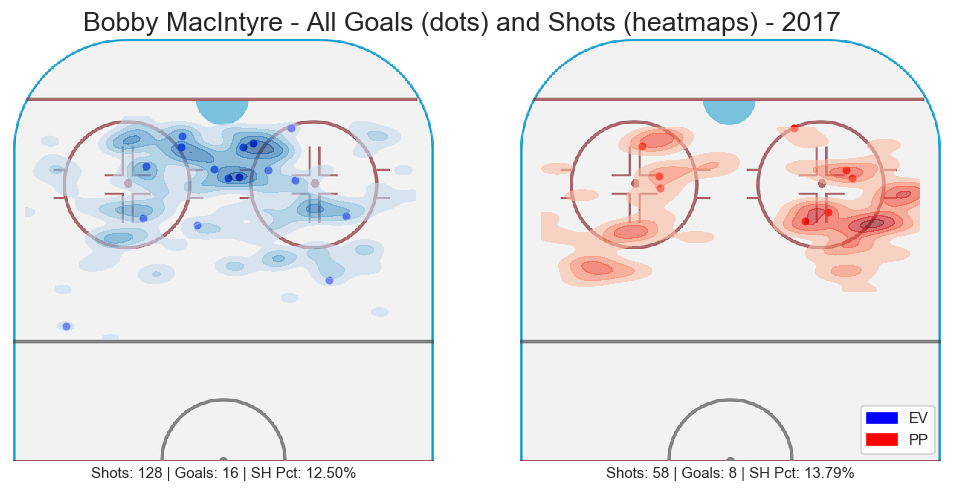 Bobby MacIntyre - All Goals (dots) and Shots (heatmaps) - 2017
EV
PP
Shots: 128 | Goals: 16 | SH Pct: 12.50%
Shots: 58 | Goals: 8 | SH Pct: 13.79%